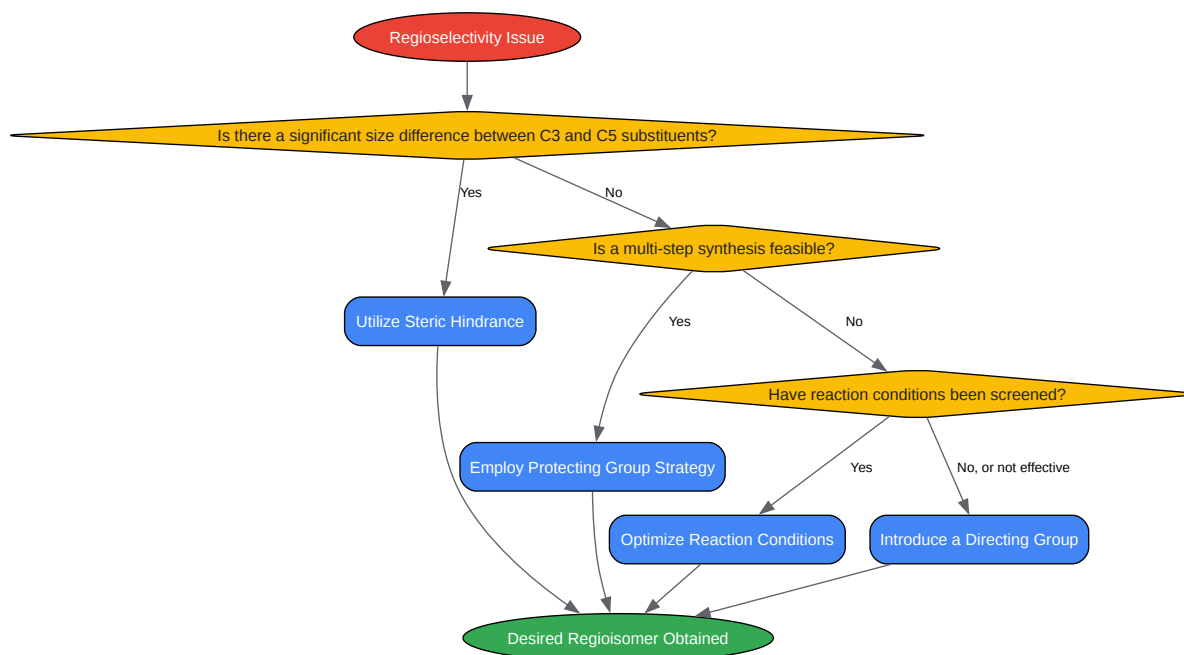 Regioselectivity Issue
Is there a significant size difference between C3 and C5 substituents?
Yes
No
Is a multi-step synthesis feasible?
Utilize Steric Hindrance
Yes
No
Have reaction conditions been screened?
Employ Protecting Group Strategy
Yes
No, or not effective
Optimize Reaction Conditions
Introduce a Directing Group
Desired Regioisomer Obtained